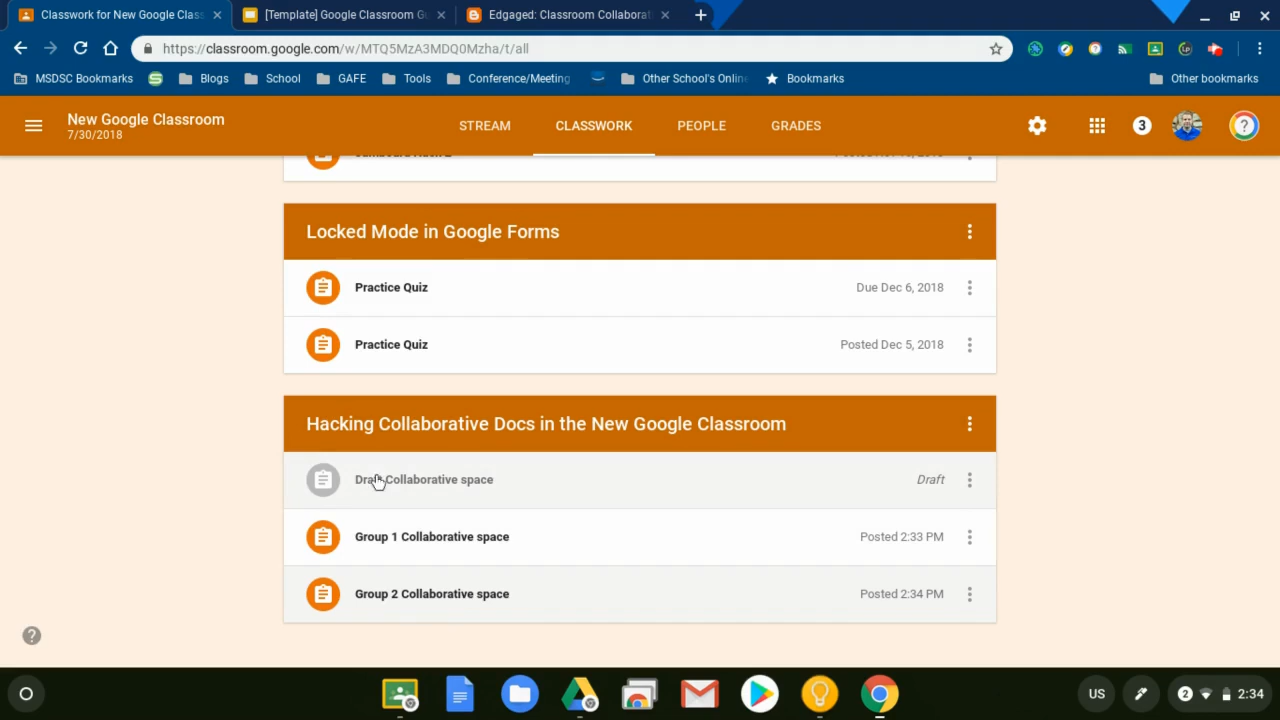 Classwork for New Google Clas
[Template] Google Classroom G
Edgaged: Classroom Collaborat
https://classroom.google.com/w/MTQ5MzA3MDQ0Mzha/t/all
MSDSC Bookmarks
Blogs
School
GAFE
Tools
Conference/Meeting
Other School's Onlin
Bookmarks
Other bookmarks
New Google Classroom
7/30/2018
STREAM
CLASSWORK
PEOPLE
GRADES
3
?
Locked Mode in Google Forms
Practice Quiz
Due Dec 6, 2018
Practice Quiz
Posted Dec 5, 2018
Hacking Collaborative Docs in the New Google Classroom
Draft Collaborative space
Draft
Group 1 Collaborative space
Posted 2:33 PM
Group 2 Collaborative space
Posted 2:34 PM
?
US
2
2:34